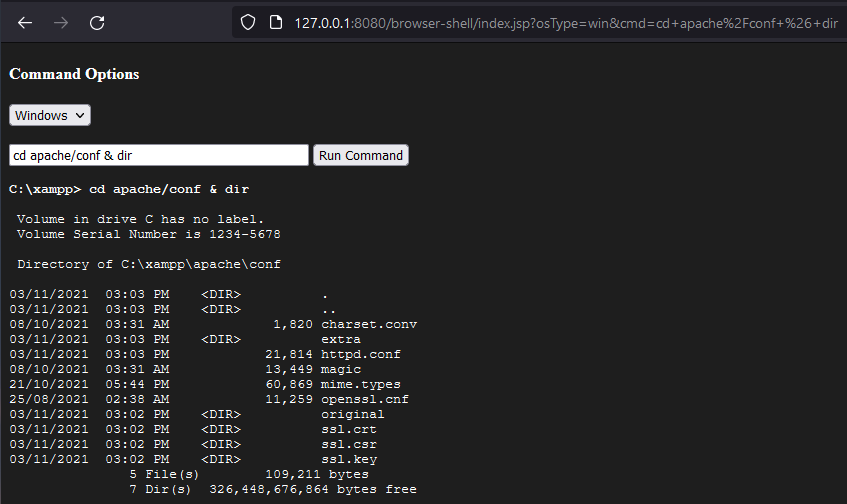 127.0.0.1:8080/browser-shell/index.jsp?osType=win&cmd=cd+apache%2Fconf+%26+dir
Command Options
Windows
cd apache/conf & dir Run Command
C:\xampp> cd apache/conf & dir
Volume in drive C has no label.
Volume Serial Number is 1234-5678
Directory of C:\xampp\apache\conf
03/11/2021  03:03 PM    <DIR>          .
03/11/2021  03:03 PM    <DIR>          ..
08/10/2021  03:31 AM             1,820 charset.conv
03/11/2021  03:03 PM    <DIR>          extra
03/11/2021  03:03 PM            21,814 httpd.conf
08/10/2021  03:31 AM            13,449 magic
21/10/2021  05:44 PM            60,869 mime.types
25/08/2021  02:38 AM            11,259 openssl.cnf
03/11/2021  03:02 PM    <DIR>          original
03/11/2021  03:02 PM    <DIR>          ssl.crt
03/11/2021  03:02 PM    <DIR>          ssl.csr
03/11/2021  03:02 PM    <DIR>          ssl.key
5 File(s)        109,211 bytes
7 Dir(s)  326,448,676,864 bytes free